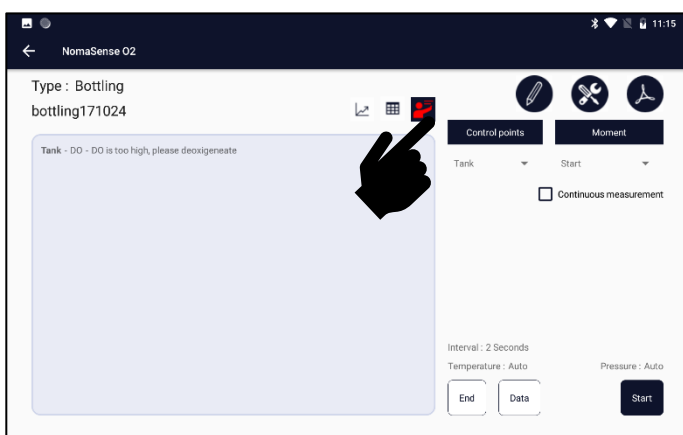 11:15
NomaSense O2
Type : Bottling
bottling171024
Tank - DO - DO is too high, please deoxigeneate
Control points
Moment
Tank
Start
Continuous measurement
Interval : 2 Seconds
Temperature : Auto
Pressure : Auto
End
Data
Start